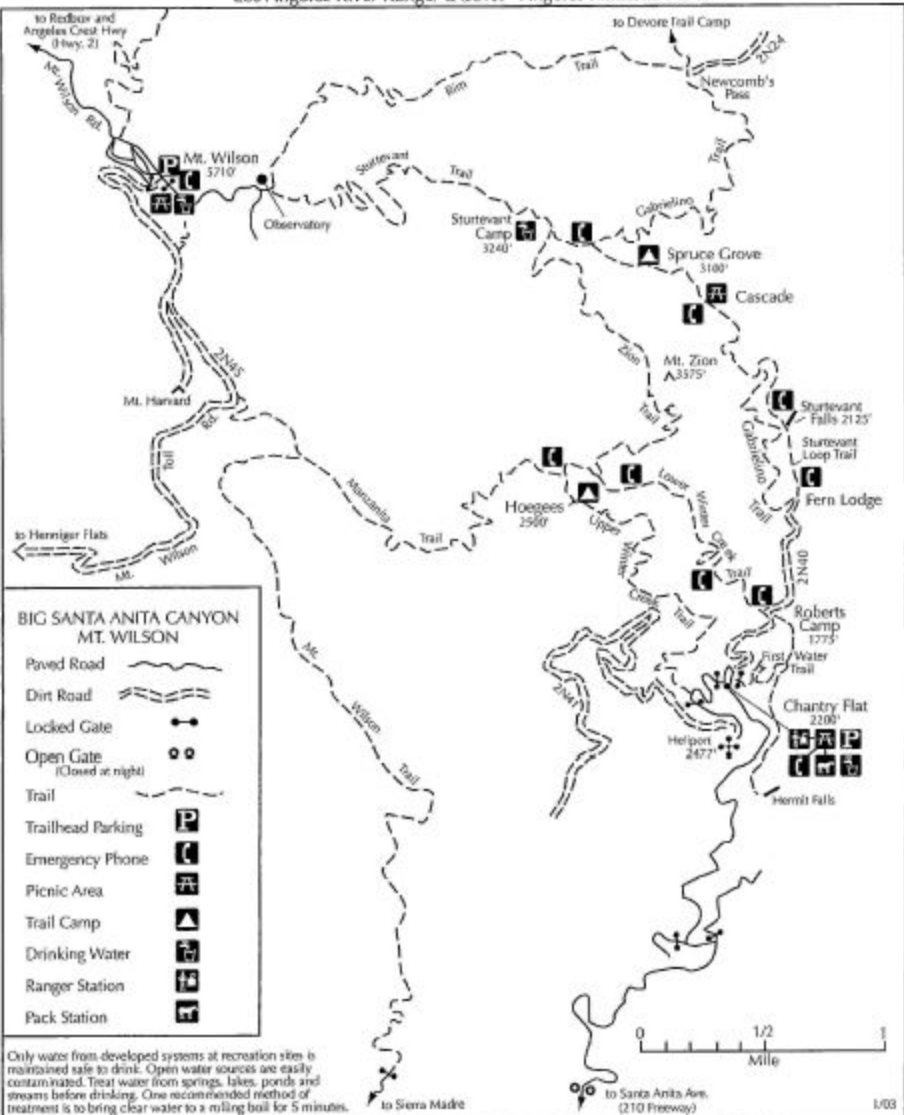 to Redbox and
Angeles Crest Hwy
(Hwy. 2)
Mt. Wilson Rd.
to Devore Trail Camp
2N24
Newcomb's
Pass
Rim Trail
Mt. Wilson
5710'
Observatory
Sturtevant Trail
Sturtevant
Camp
3240'
Gabrielino Trail
Spruce Grove
3100'
Cascade
Zion Trail
Mt. Zion
3575'
2N45
Mt. Harvard
Mt. Wilson Toll Rd.
to Henniger Flats
Sturtevant
Falls 2125'
Sturtevant
Loop Trail
Fern Lodge
Gabrielino Trail
2N40
Manzanita Trail
Hoegees
2500'
Lower Winter Creek Trail
Upper Winter Creek Trail
Roberts
Camp
1775'
First Water
Trail
Chantry Flat
2200'
2N41
Heliport
2477'
Hermit Falls
Mt. Wilson Trail
BIG SANTA ANITA CANYON
MT. WILSON
Paved Road
Dirt Road
Locked Gate
Open Gate
(Closed at night)
Trail
Trailhead Parking
P
Emergency Phone
Picnic Area
Trail Camp
Drinking Water
Ranger Station
Pack Station
Only water from developed systems at recreation sites is
maintained safe to drink. Open water sources are easily
contaminated. Treat water from springs, lakes, ponds and
streams before drinking. One recommended method of
treatment is to bring clear water to a rolling boil for 5 minutes.
to Sierra Madre
to Santa Anita Ave.
(210 Freeway)
0 1/2 1
Mile
1/03